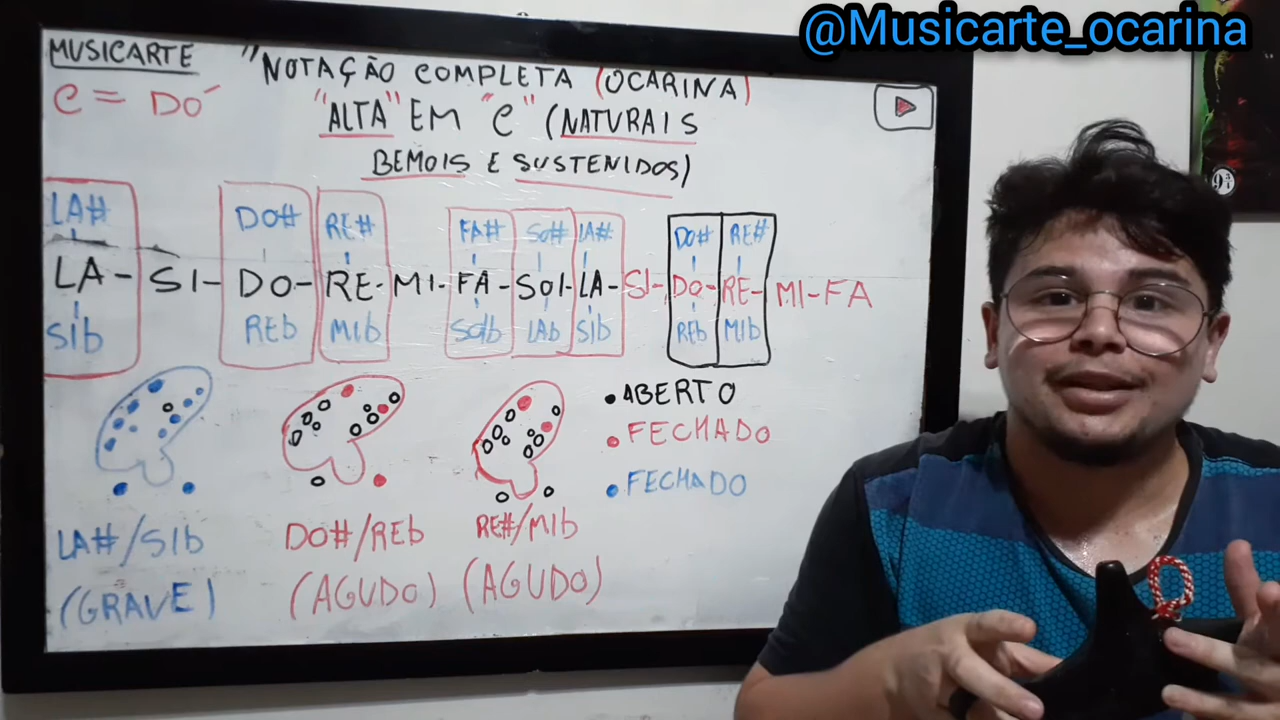 @Musicarte_ocarina
MUSICARTE
C = DÓ
"NOTAÇÃO COMPLETA (OCARINA)
"ALTA" EM "C" (NATURAIS
BEMOIS E SUSTENIDOS)
LA# DO# RE# FA# SO# LA# DO# RE#
LA-SI-DO-RE-MI-FA-SOL-LA-SI-DO-RE-MI-FA
SIb REb MIb SOLb LAb SIb REb MIb
•ABERTO
•FECHADO
•FECHADO
LA#/SIb DO#/REb RE#/MIb
(GRAVE) (AGUDO) (AGUDO)